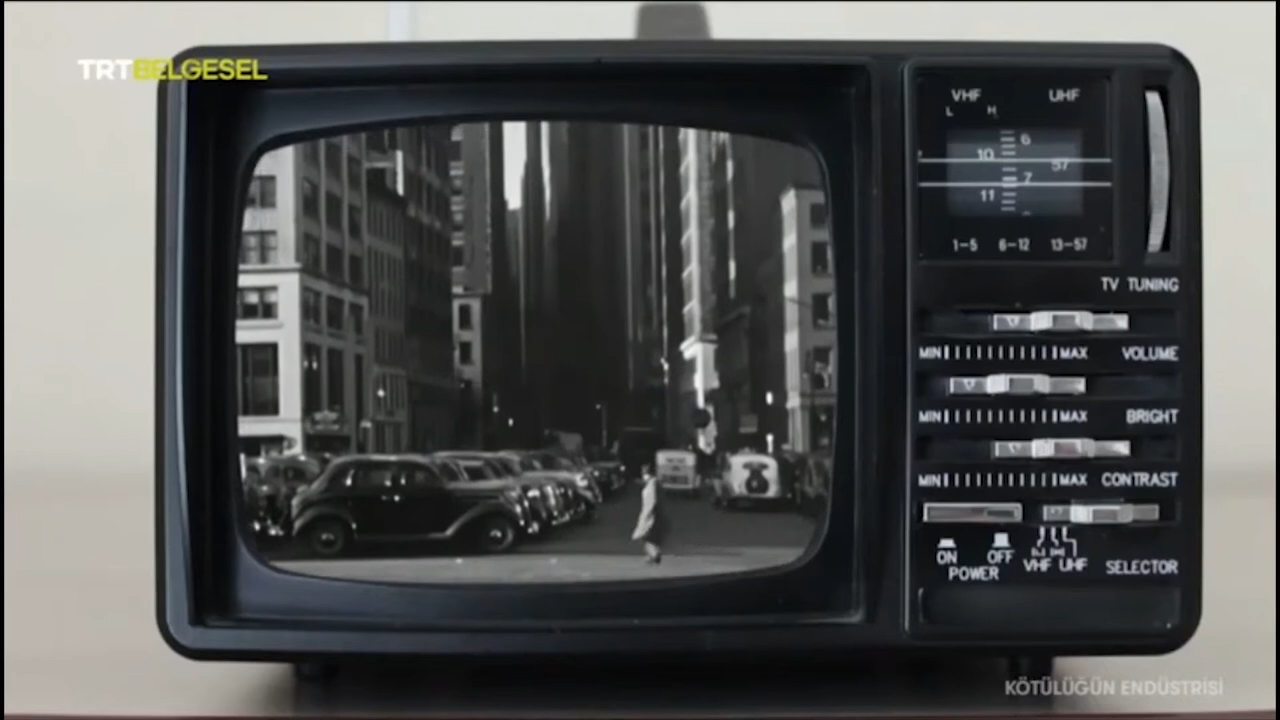 TRTBELGESEL
VHF UHF
L H
6
10
57
7
11
1-5 6-12 13-57
TV TUNING
MIN MAX VOLUME
MIN MAX BRIGHT
MIN MAX CONTRAST
ON OFF
POWER
VHF UHF SELECTOR
KÖTÜLÜĞÜN ENDÜSTRİSİ